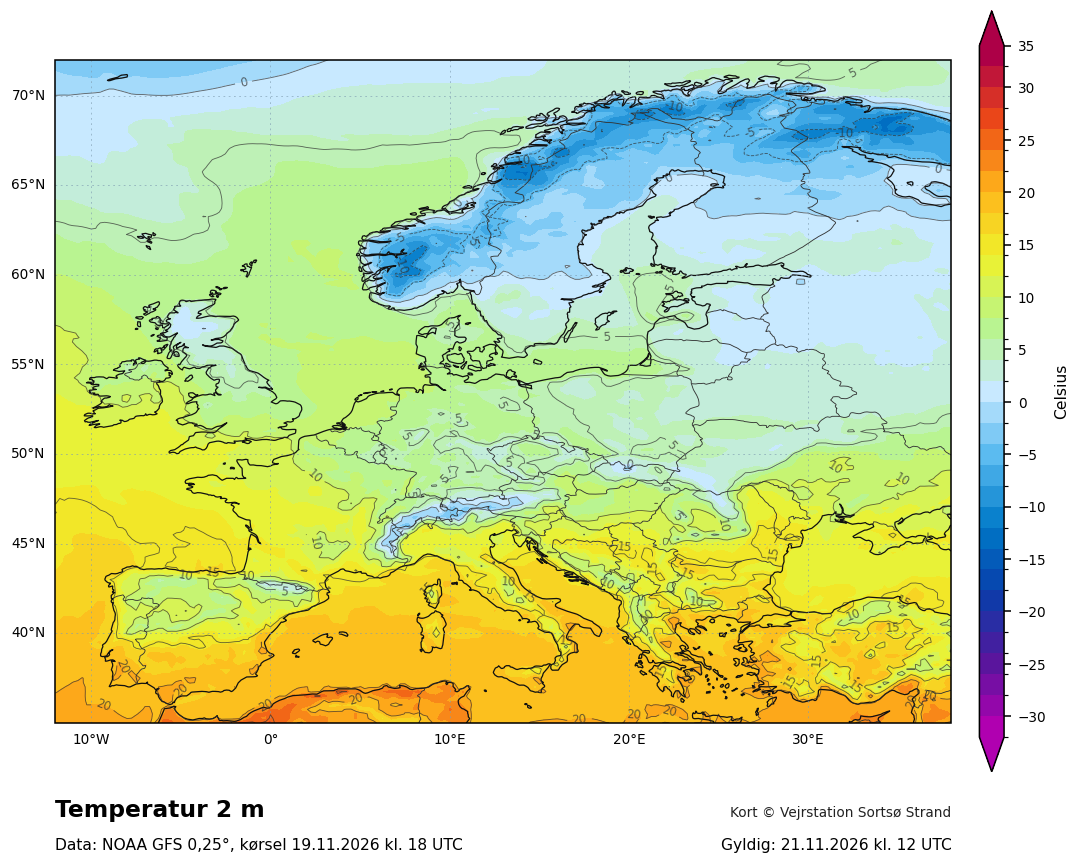 70°N
65°N
60°N
55°N
50°N
45°N
40°N
10°W
0°
10°E
20°E
30°E
35
30
25
20
15
10
5
0
−5
−10
−15
−20
−25
−30
Celsius
Temperatur 2 m
Kort © Vejrstation Sortsø Strand
Data: NOAA GFS 0,25°, kørsel 19.11.2026 kl. 18 UTC
Gyldig: 21.11.2026 kl. 12 UTC